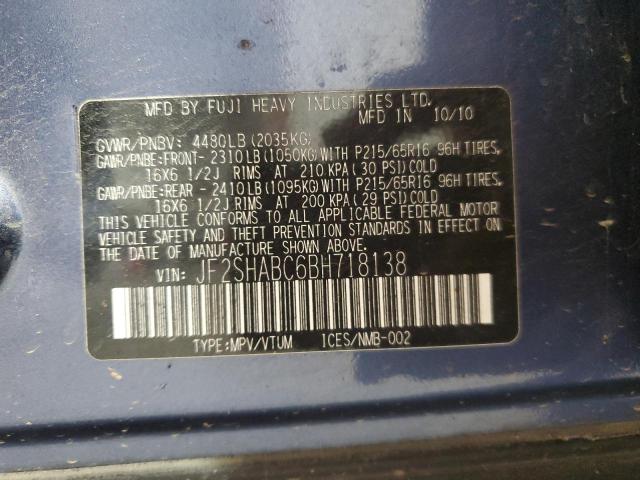 MFD BY FUJI HEAVY INDUSTRIES LTD.
MFD IN 10/10
GVWR/PNBV: 4480LB (2035KG)
GAWR/PNBE:FRONT- 2310LB (1050KG)WITH P215/65R16 96H TIRES,
16X6 1/2J RIMS AT 210 KPA (30 PSI)COLD
GAWR/PNBE:REAR - 2410LB (1095KG)WITH P215/65R16 96H TIRES,
16X6 1/2J RIMS AT 200 KPA (29 PSI)COLD
THIS VEHICLE CONFORMS TO ALL APPLICABLE FEDERAL MOTOR
VEHICLE SAFETY AND THEFT PREVENTION STANDARDS IN EFFECT ON
THE DATE OF MANUFACTURE SHOWN ABOVE.
VIN: JF2SHABC6BH718138
TYPE:MPV/VTUM ICES/NMB-002